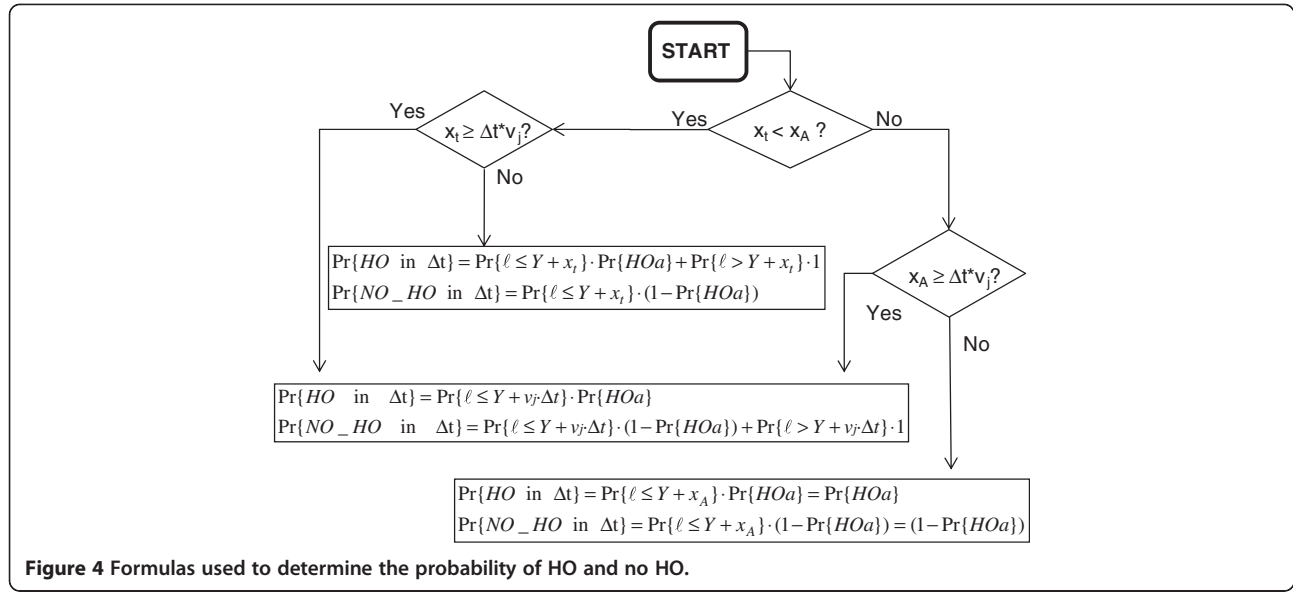 START
Yes
x_t ≥ Δt*v_j?
Yes
x_t < x_A ?
No
No
Pr{HO in Δt} = Pr{ℓ ≤ Y + x_t}·Pr{HOa} + Pr{ℓ > Y + x_t}·1
Pr{NO_HO in Δt} = Pr{ℓ ≤ Y + x_t}·(1−Pr{HOa})
x_A ≥ Δt*v_j?
Yes
No
Pr{HO in Δt} = Pr{ℓ ≤ Y + v_j·Δt}·Pr{HOa}
Pr{NO_HO in Δt} = Pr{ℓ ≤ Y + v_j·Δt}·(1−Pr{HOa}) + Pr{ℓ > Y + v_j·Δt}·1
Pr{HO in Δt} = Pr{ℓ ≤ Y + x_A}·Pr{HOa} = Pr{HOa}
Pr{NO_HO in Δt} = Pr{ℓ ≤ Y + x_A}·(1−Pr{HOa}) = (1−Pr{HOa})
Figure 4 Formulas used to determine the probability of HO and no HO.